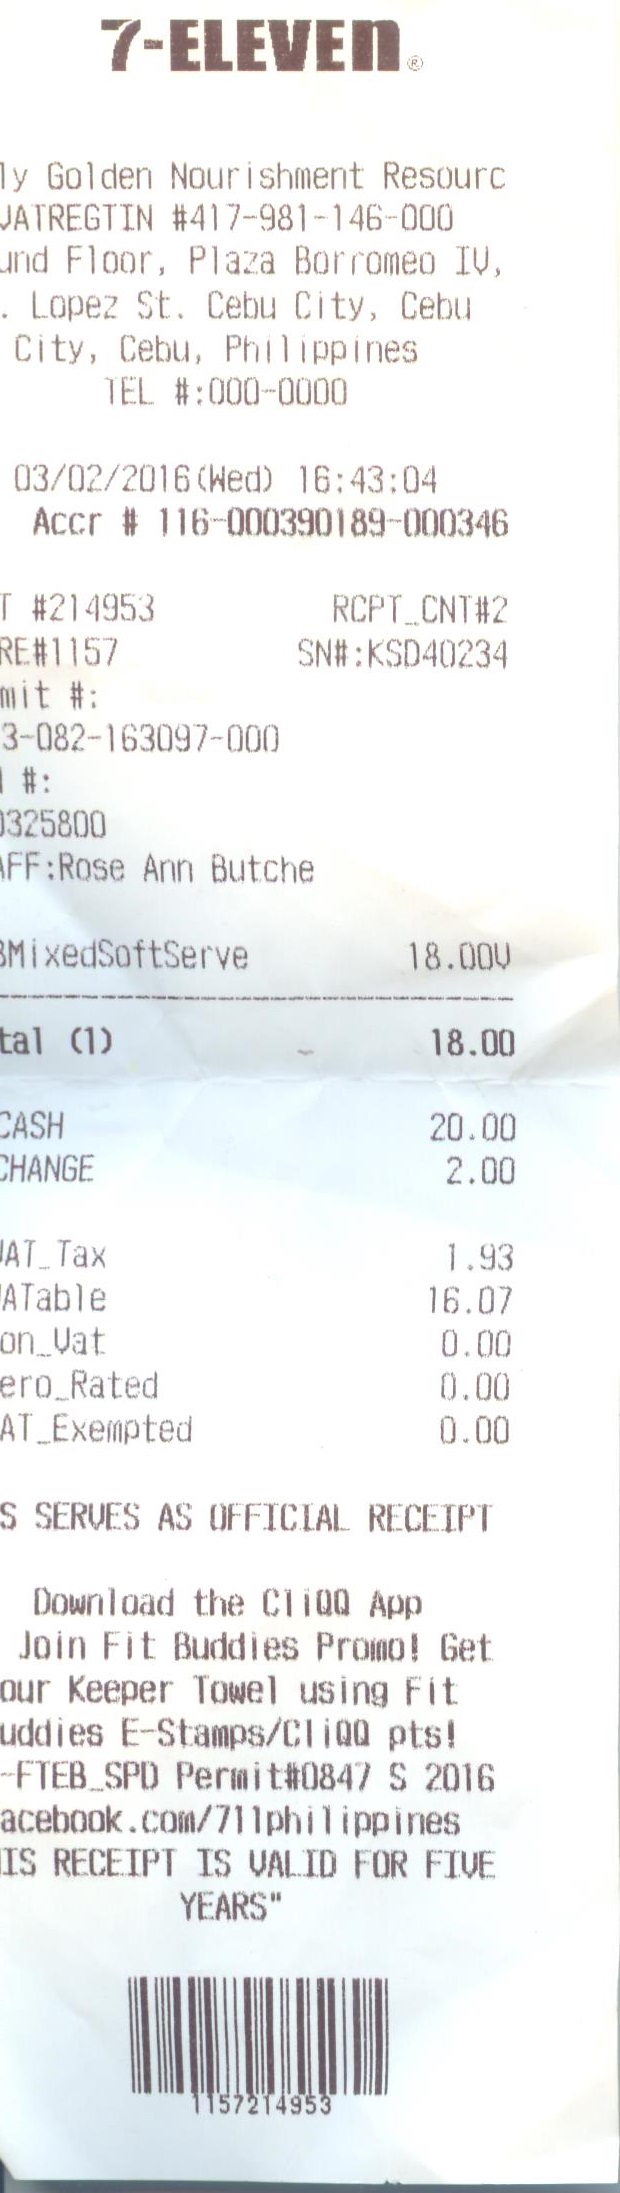 7-ELEVEn®
ly Golden Nourishment Resourc
VATREGTIN #417-981-146-000
und Floor, Plaza Borromeo IV,
. Lopez St. Cebu City, Cebu
City, Cebu, Philippines
TEL #:000-0000
03/02/2016(Wed) 16:43:04
Accr # 116-000390189-000346
T #214953 RCPT_CNT#2
RE#1157 SN#:KSD40234
mit #:
3-082-163097-000
#:
0325800
AFF:Rose Ann Butche
BMixedSoftServe 18.00V
tal (1) 18.00
CASH 20.00
CHANGE 2.00
VAT_Tax 1.93
VATable 16.07
on_Vat 0.00
ero_Rated 0.00
AT_Exempted 0.00
S SERVES AS OFFICIAL RECEIPT
Download the CliQQ App
Join Fit Buddies Promo! Get
our Keeper Towel using Fit
uddies E-Stamps/CliQQ pts!
-FTEB_SPD Permit#0847 S 2016
acebook.com/711philippines
IS RECEIPT IS VALID FOR FIVE
YEARS"
1157214953